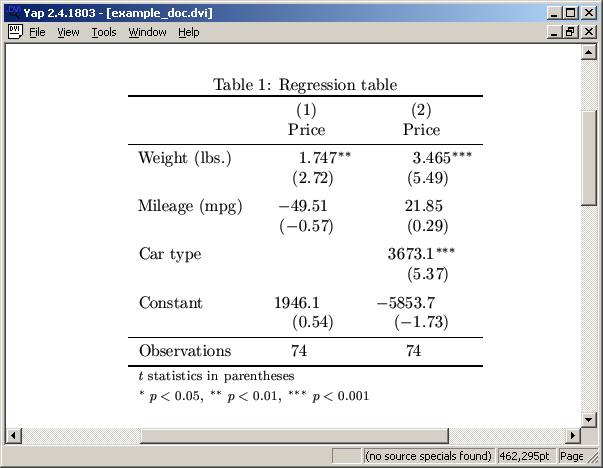 Yap 2.4.1803 - [example_doc.dvi]
File View Tools Window Help
Table 1: Regression table
(1) (2)
Price Price
Weight (lbs.) 1.747** 3.465***
(2.72) (5.49)
Mileage (mpg) −49.51 21.85
(−0.57) (0.29)
Car type 3673.1***
(5.37)
Constant 1946.1 −5853.7
(0.54) (−1.73)
Observations 74 74
t statistics in parentheses
* p < 0.05, ** p < 0.01, *** p < 0.001
(no source specials found) 462,295pt Page